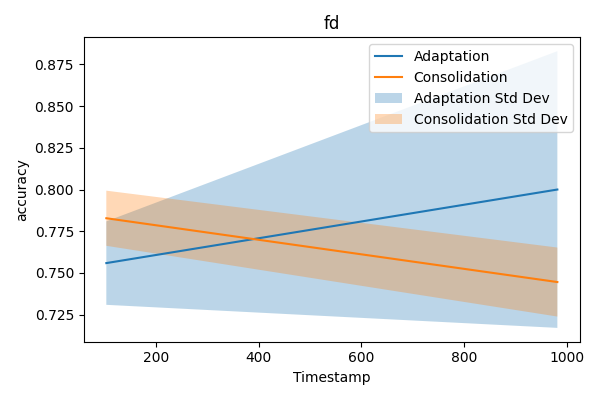 fd
Adaptation
Consolidation
Adaptation Std Dev
Consolidation Std Dev
accuracy
0.875
0.850
0.825
0.800
0.775
0.750
0.725
200
400
600
800
1000
Timestamp